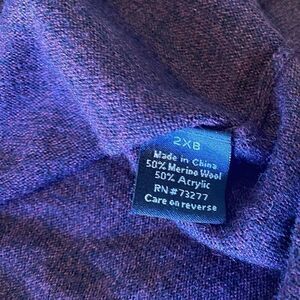 2XB
Made in China
50% Merino Wool
50% Acrylic
RN#73277
Care on reverse